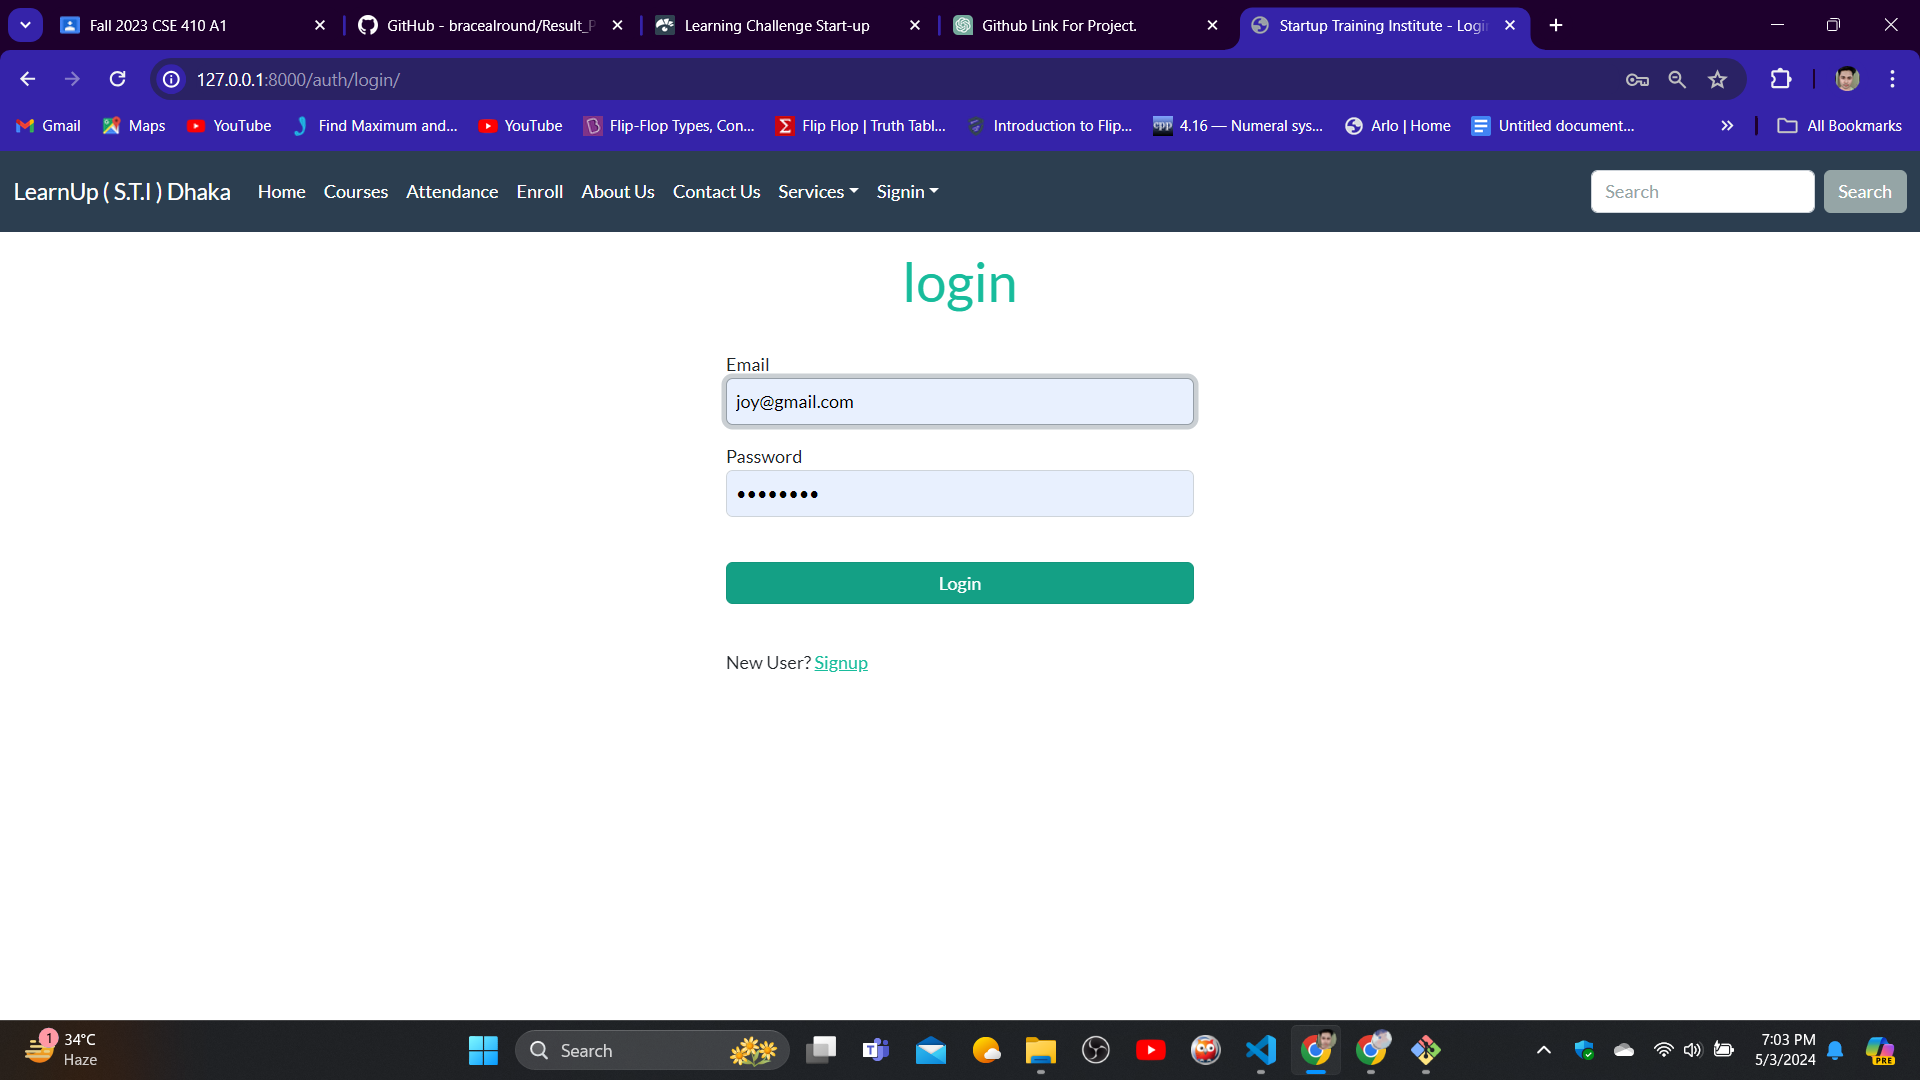 Fall 2023 CSE 410 A1
GitHub - bracealround/Result_P
Learning Challenge Start-up
Github Link For Project.
Startup Training Institute - Logi
127.0.0.1:8000/auth/login/
Gmail
Maps
YouTube
Find Maximum and...
YouTube
Flip-Flop Types, Con...
Flip Flop | Truth Tabl...
Introduction to Flip...
4.16 — Numeral sys...
Arlo | Home
Untitled document...
All Bookmarks
LearnUp ( S.T.I ) Dhaka
Home
Courses
Attendance
Enroll
About Us
Contact Us
Services
Signin
Search
Search
login
Email
joy@gmail.com
Password
••••••••
Login
New User? Signup
1
34°C
Haze
Search
PRE
7:03 PM
5/3/2024